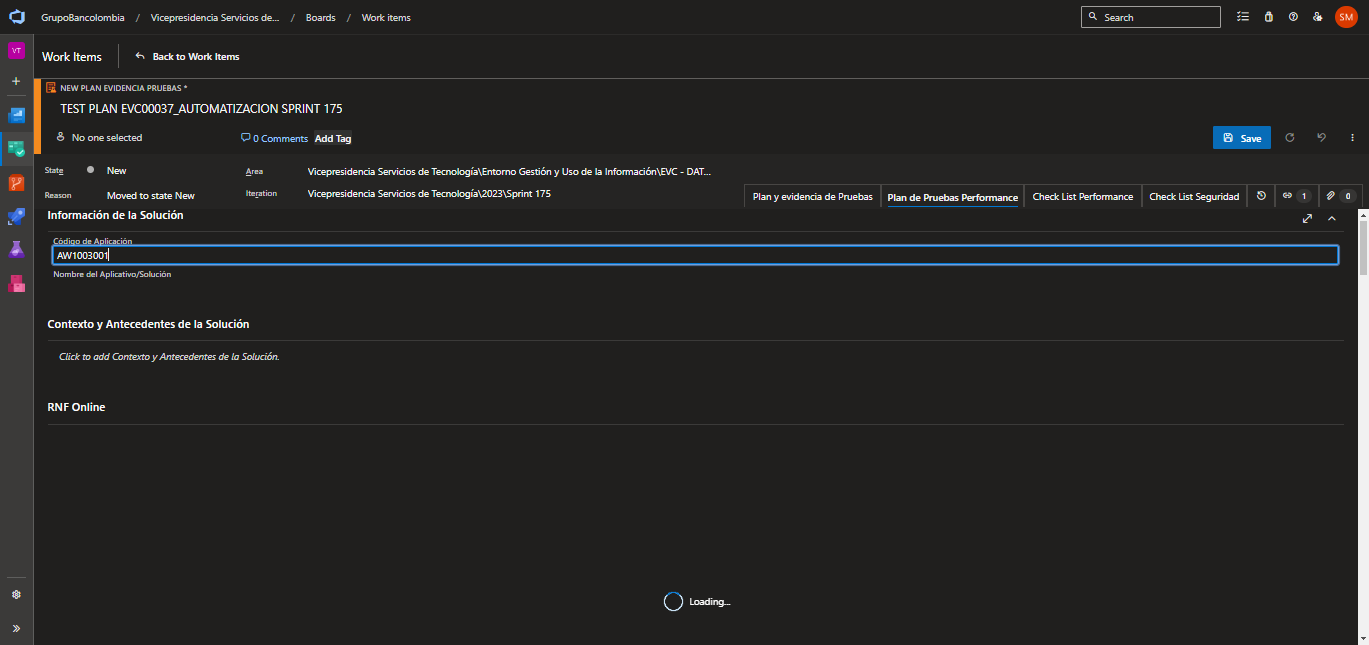 GrupoBancolombia / Vicepresidencia Servicios de... / Boards / Work items
Search
SM
VT
Work Items
Back to Work Items
NEW PLAN EVIDENCIA PRUEBAS *
TEST PLAN EVC00037_AUTOMATIZACION SPRINT 175
No one selected
0 Comments
Add Tag
Save
State
New
Area
Vicepresidencia Servicios de Tecnología\Entorno Gestión y Uso de la Información\EVC - DAT...
Reason
Moved to state New
Iteration
Vicepresidencia Servicios de Tecnología\2023\Sprint 175
Plan y evidencia de Pruebas
Plan de Pruebas Performance
Check List Performance
Check List Seguridad
1
0
Información de la Solución
Código de Aplicación
AW1003001
Nombre del Aplicativo/Solución
Contexto y Antecedentes de la Solución
Click to add Contexto y Antecedentes de la Solución.
RNF Online
Loading...